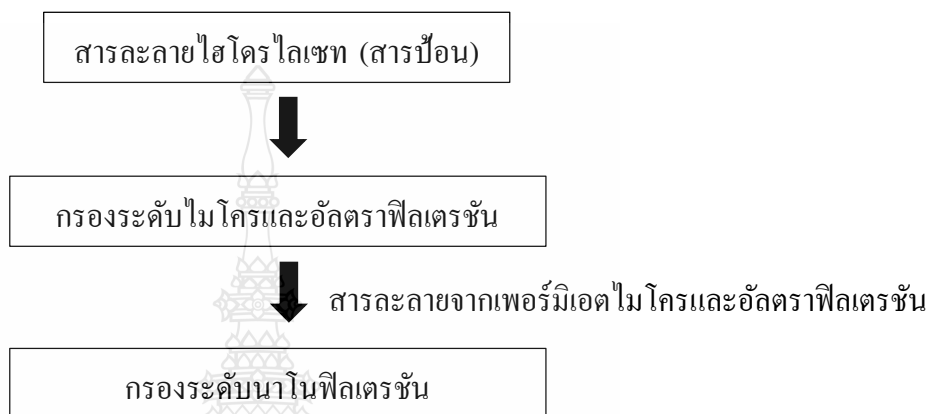 สารละลายไฮโดรไลเซท (สารป้อน)
กรองระดับไมโครและอัลตราฟิลเตรชัน
สารละลายจากเพอร์มิเอตไมโครและอัลตราฟิลเตรชัน
กรองระดับนาโนฟิลเตรชัน